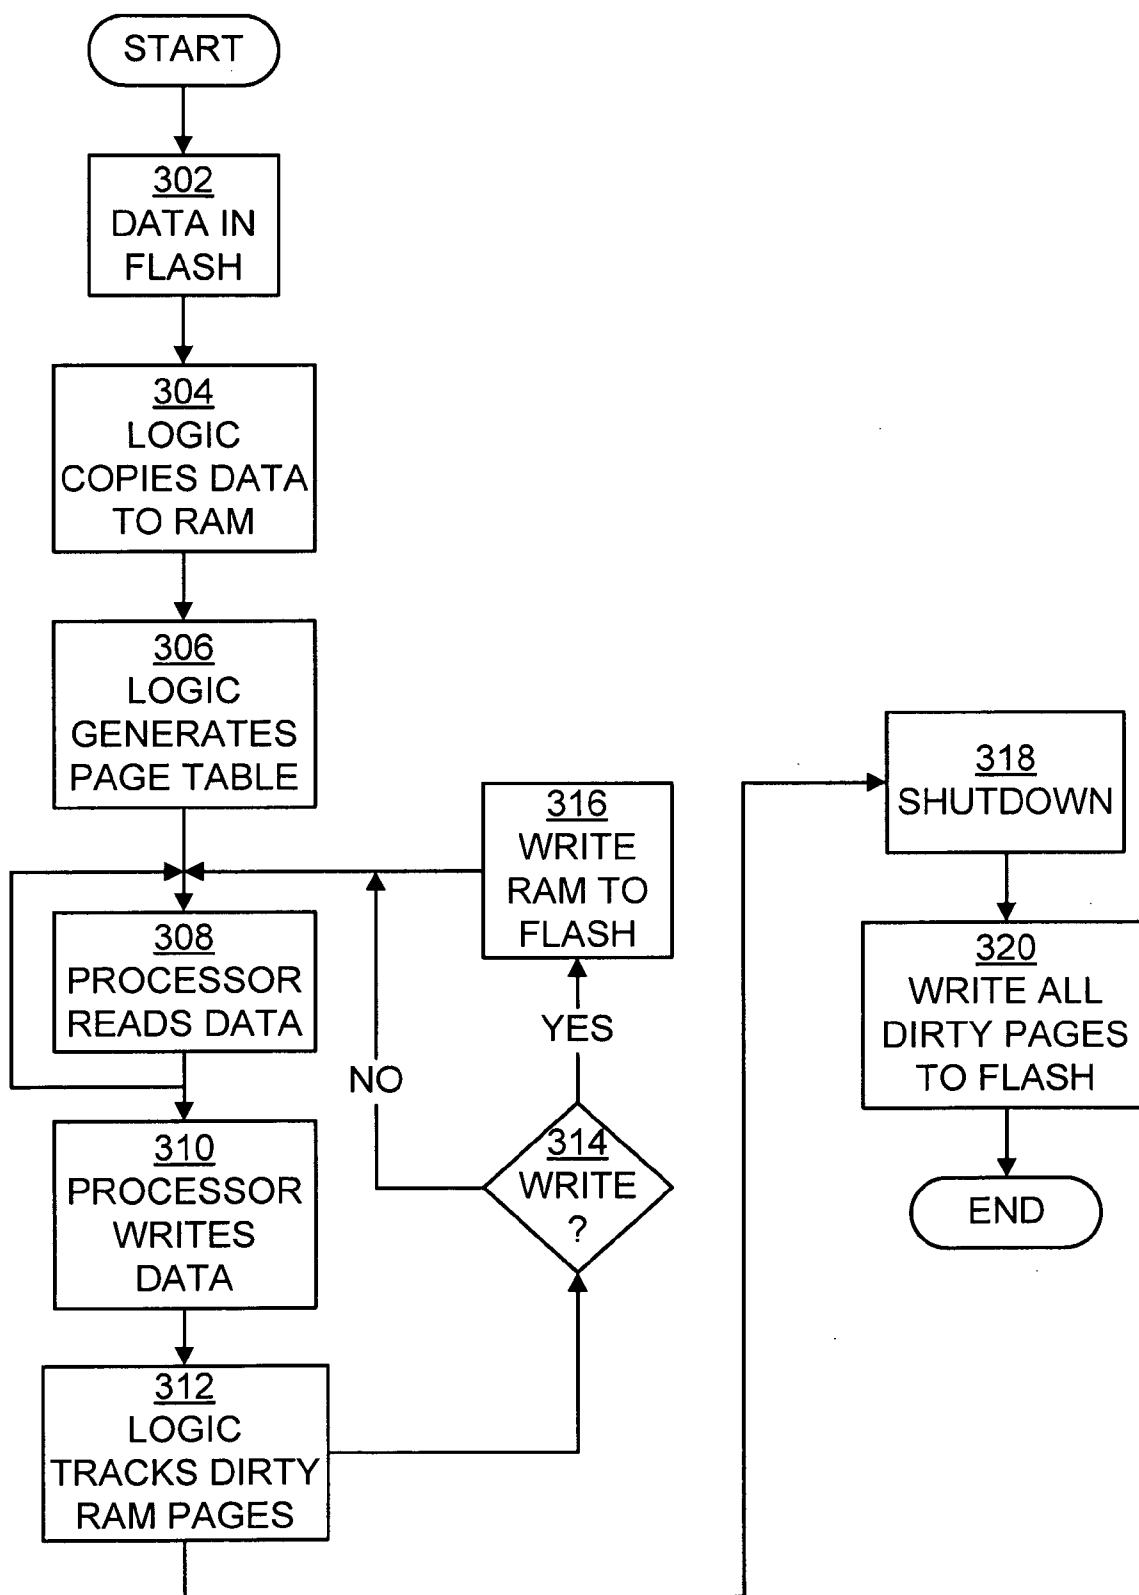 START
302
DATA IN
FLASH
304
LOGIC
COPIES DATA
TO RAM
306
LOGIC
GENERATES
PAGE TABLE
308
PROCESSOR
READS DATA
310
PROCESSOR
WRITES
DATA
312
LOGIC
TRACKS DIRTY
RAM PAGES
314
WRITE
?
NO
YES
316
WRITE
RAM TO
FLASH
318
SHUTDOWN
320
WRITE ALL
DIRTY PAGES
TO FLASH
END